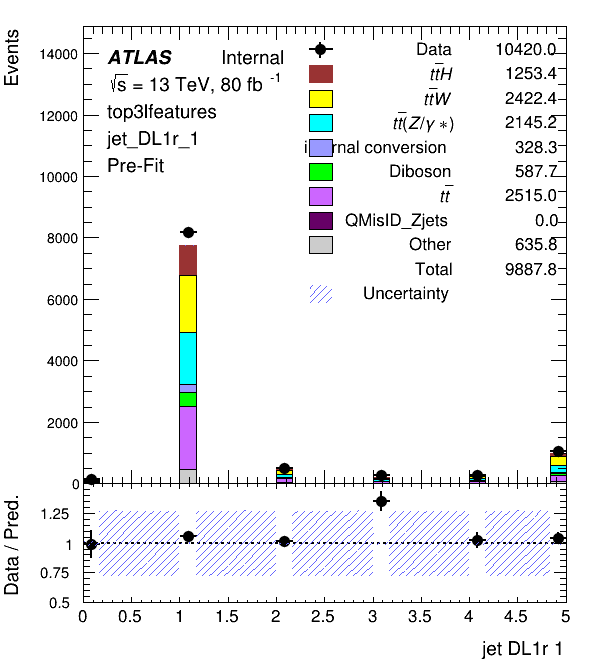 Events
ATLAS Internal
√s = 13 TeV, 80 fb⁻¹
top3lfeatures
jet_DL1r_1
Pre-Fit
Data 10420.0
tt̄H 1253.4
tt̄W 2422.4
tt̄(Z/γ∗) 2145.2
conversion 328.3
Diboson 587.7
tt̄ 2515.0
QMisID_Zjets 0.0
Other 635.8
Total 9887.8
Uncertainty
14000
12000
10000
8000
6000
4000
2000
0
Data / Pred.
1.25
1
0.75
0.5
0 0.5 1 1.5 2 2.5 3 3.5 4 4.5 5
jet DL1r 1